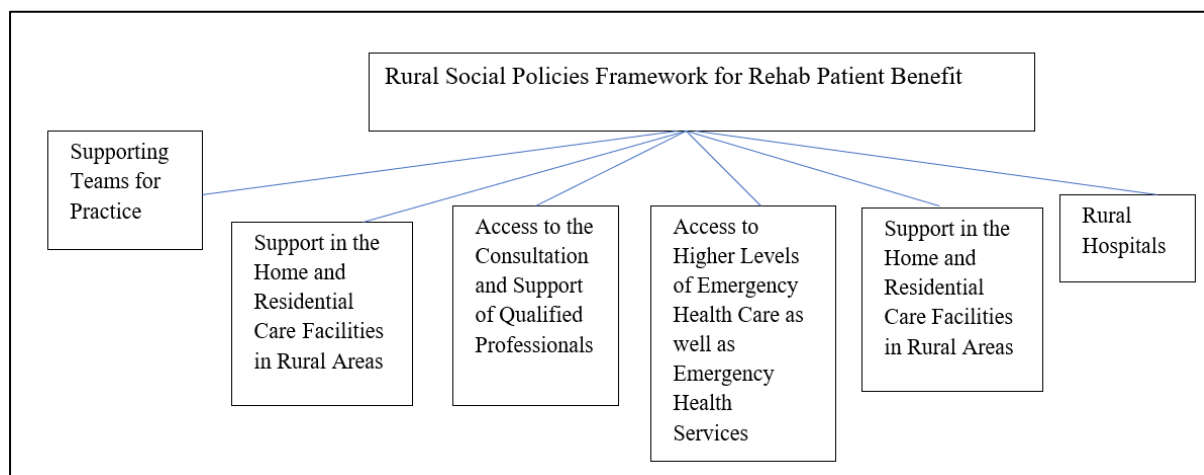 Rural Social Policies Framework for Rehab Patient Benefit
Supporting
Teams for
Practice
Support in the
Home and
Residential
Care Facilities
in Rural Areas
Access to the
Consultation
and Support
of Qualified
Professionals
Access to
Higher Levels
of Emergency
Health Care as
well as
Emergency
Health
Services
Support in the
Home and
Residential
Care Facilities
in Rural Areas
Rural
Hospitals